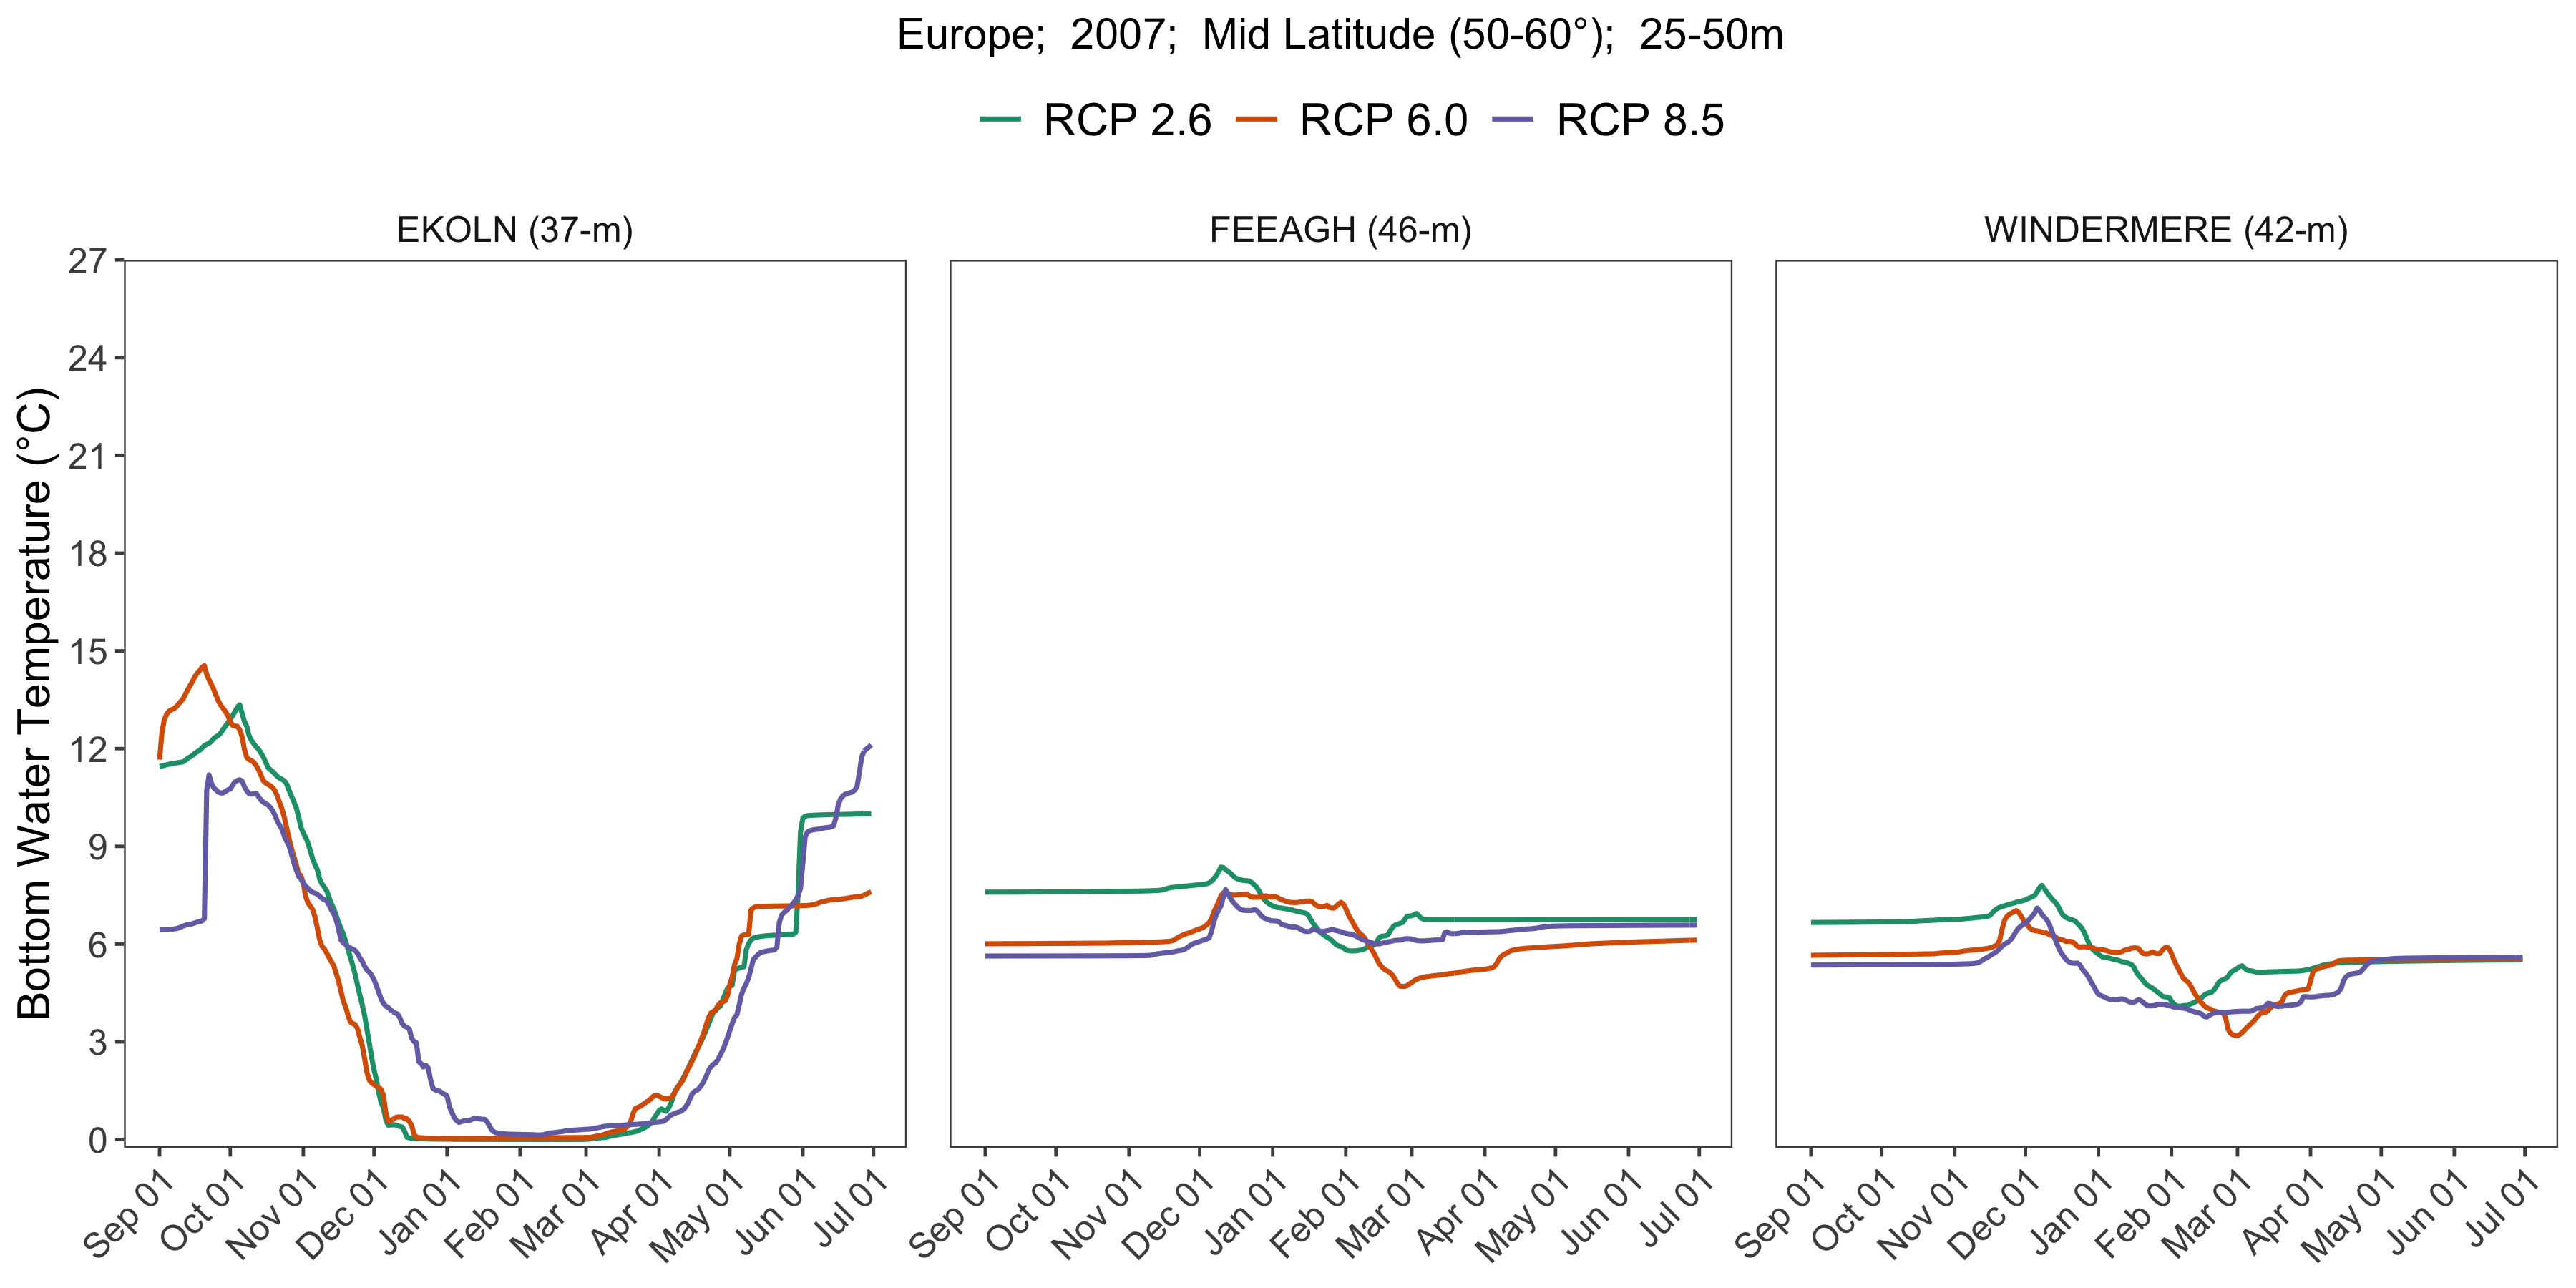 Europe;  2007;  Mid Latitude (50-60°);  25-50m
RCP 2.6 RCP 6.0 RCP 8.5
EKOLN (37-m) FEEAGH (46-m) WINDERMERE (42-m)
Bottom Water Temperature (°C)
27
24
21
18
15
12
9
6
3
0
Sep 01 Oct 01 Nov 01 Dec 01 Jan 01 Feb 01 Mar 01 Apr 01 May 01 Jun 01 Jul 01
Sep 01 Oct 01 Nov 01 Dec 01 Jan 01 Feb 01 Mar 01 Apr 01 May 01 Jun 01 Jul 01
Sep 01 Oct 01 Nov 01 Dec 01 Jan 01 Feb 01 Mar 01 Apr 01 May 01 Jun 01 Jul 01